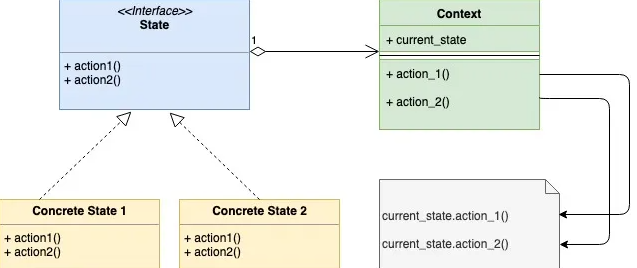 <<Interface>>
State
+ action1()
+ action2()
1
Context
+ current_state
+ action_1()
+ action_2()
Concrete State 1
+ action1()
+ action2()
Concrete State 2
+ action1()
+ action2()
current_state.action_1()
current_state.action_2()